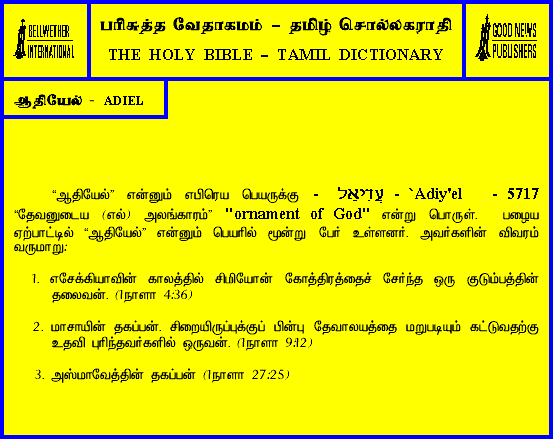 BELLWETHER
INTERNATIONAL
பரிசுத்த வேதாகமம் – தமிழ் சொல்லகராதி
THE HOLY BIBLE – TAMIL DICTIONARY
GOOD NEWS
PUBLISHERS
ஆதியேல் - ADIEL
“ஆதியேல்” என்னும் எபிரெய பெயருக்கு - עֲדִיאֵל - `Adiy'el - 5717
“தேவனுடைய (எல்) அலங்காரம்” "ornament of God" என்று பொருள். பழைய
ஏற்பாட்டில் “ஆதியேல்” என்னும் பெயரில் மூன்று பேர் உள்ளனர். அவர்களின் விவரம்
வருமாறு:
1. எசேக்கியாவின் காலத்தில் சிமியோன் கோத்திரத்தைச் சேர்ந்த ஒரு குடும்பத்தின்
தலைவன். (1நாளா 4:36)
2. மாசாயின் தகப்பன். சிறையிருப்புக்குப் பின்பு தேவாலயத்தை மறுபடியும் கட்டுவதற்கு
உதவி புரிந்தவர்களில் ஒருவன். (1நாளா 9:12)
3. அஸ்மாவேத்தின் தகப்பன் (1நாளா 27:25)